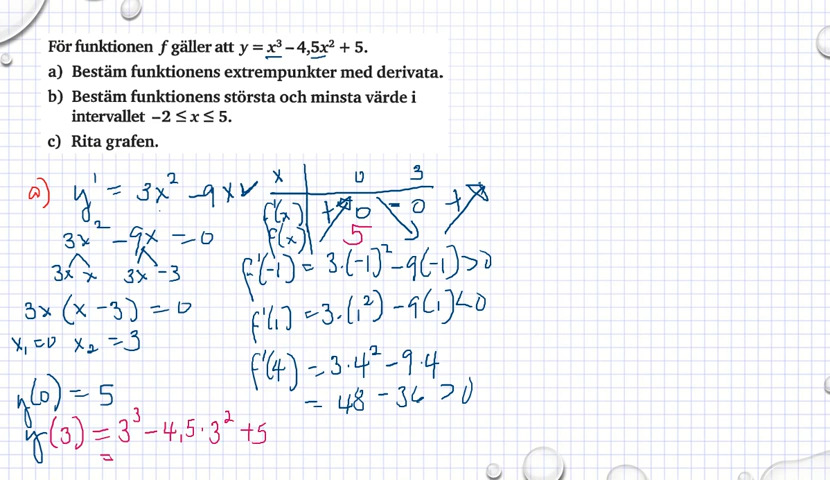 För funktionen f gäller att y = x³ – 4,5x² + 5.
a) Bestäm funktionens extrempunkter med derivata.
b) Bestäm funktionens största och minsta värde i
intervallet –2 ≤ x ≤ 5.
c) Rita grafen.
a) y' = 3x² - 9x ✓
3x² - 9x = 0
3x x 3x -3
3x (x - 3) = 0
x₁ = 0 x₂ = 3
y(0) = 5
y(3) = 3³ - 4,5 · 3² + 5
=
x 0 3
f'(x) + 0 - 0 +
f(x) ↗ 5 ↘ ↗
f'(-1) = 3·(-1)² - 9(-1) > 0
f'(1) = 3·(1²) - 9(1) < 0
f'(4) = 3·4² - 9·4
= 48 - 36 > 0